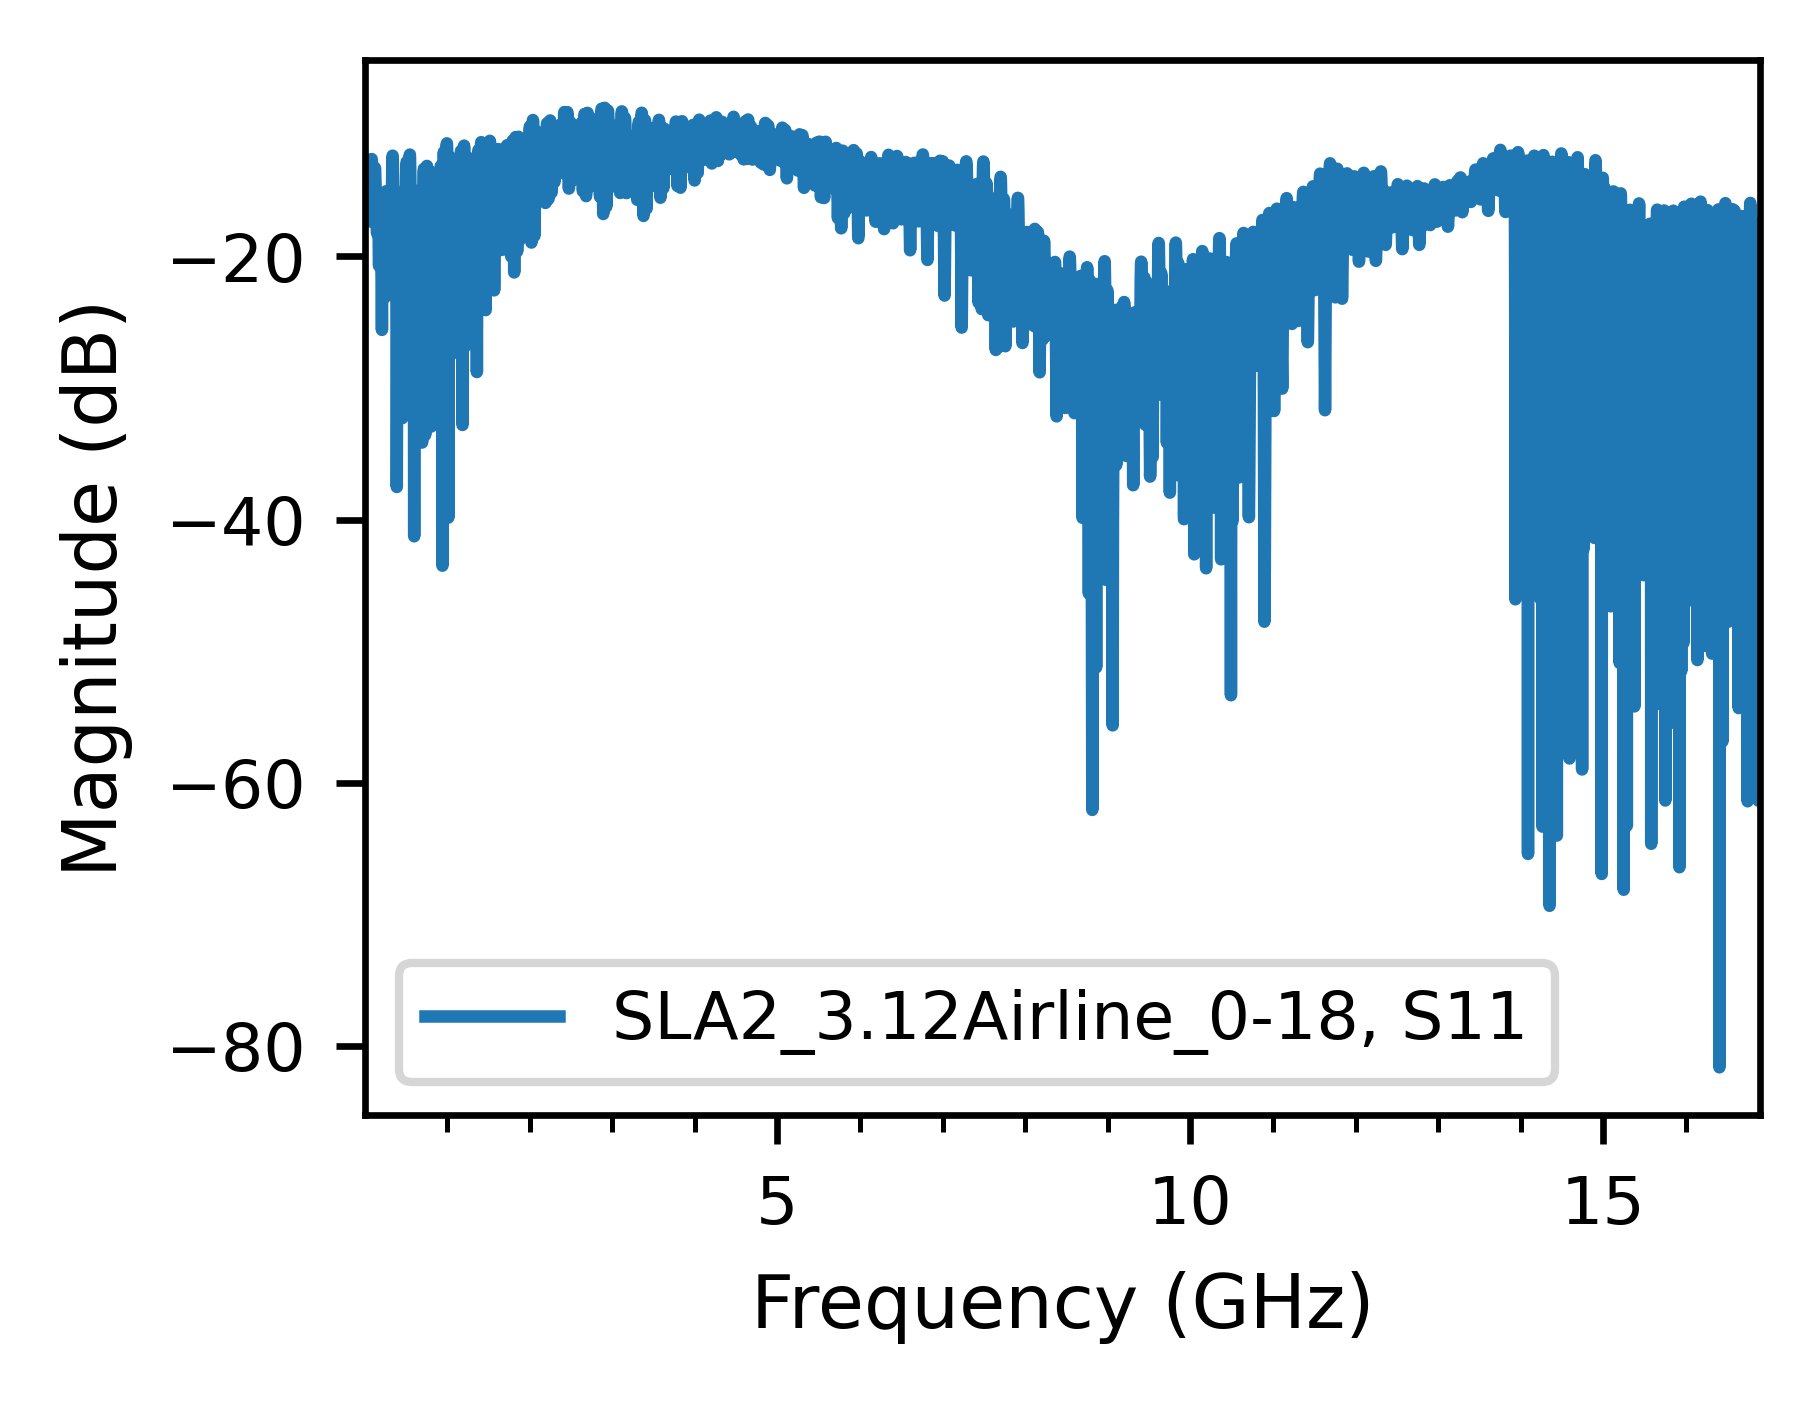 −20
−40
−60
−80
Magnitude (dB)
SLA2_3.12Airline_0-18, S11
5 10 15
Frequency (GHz)